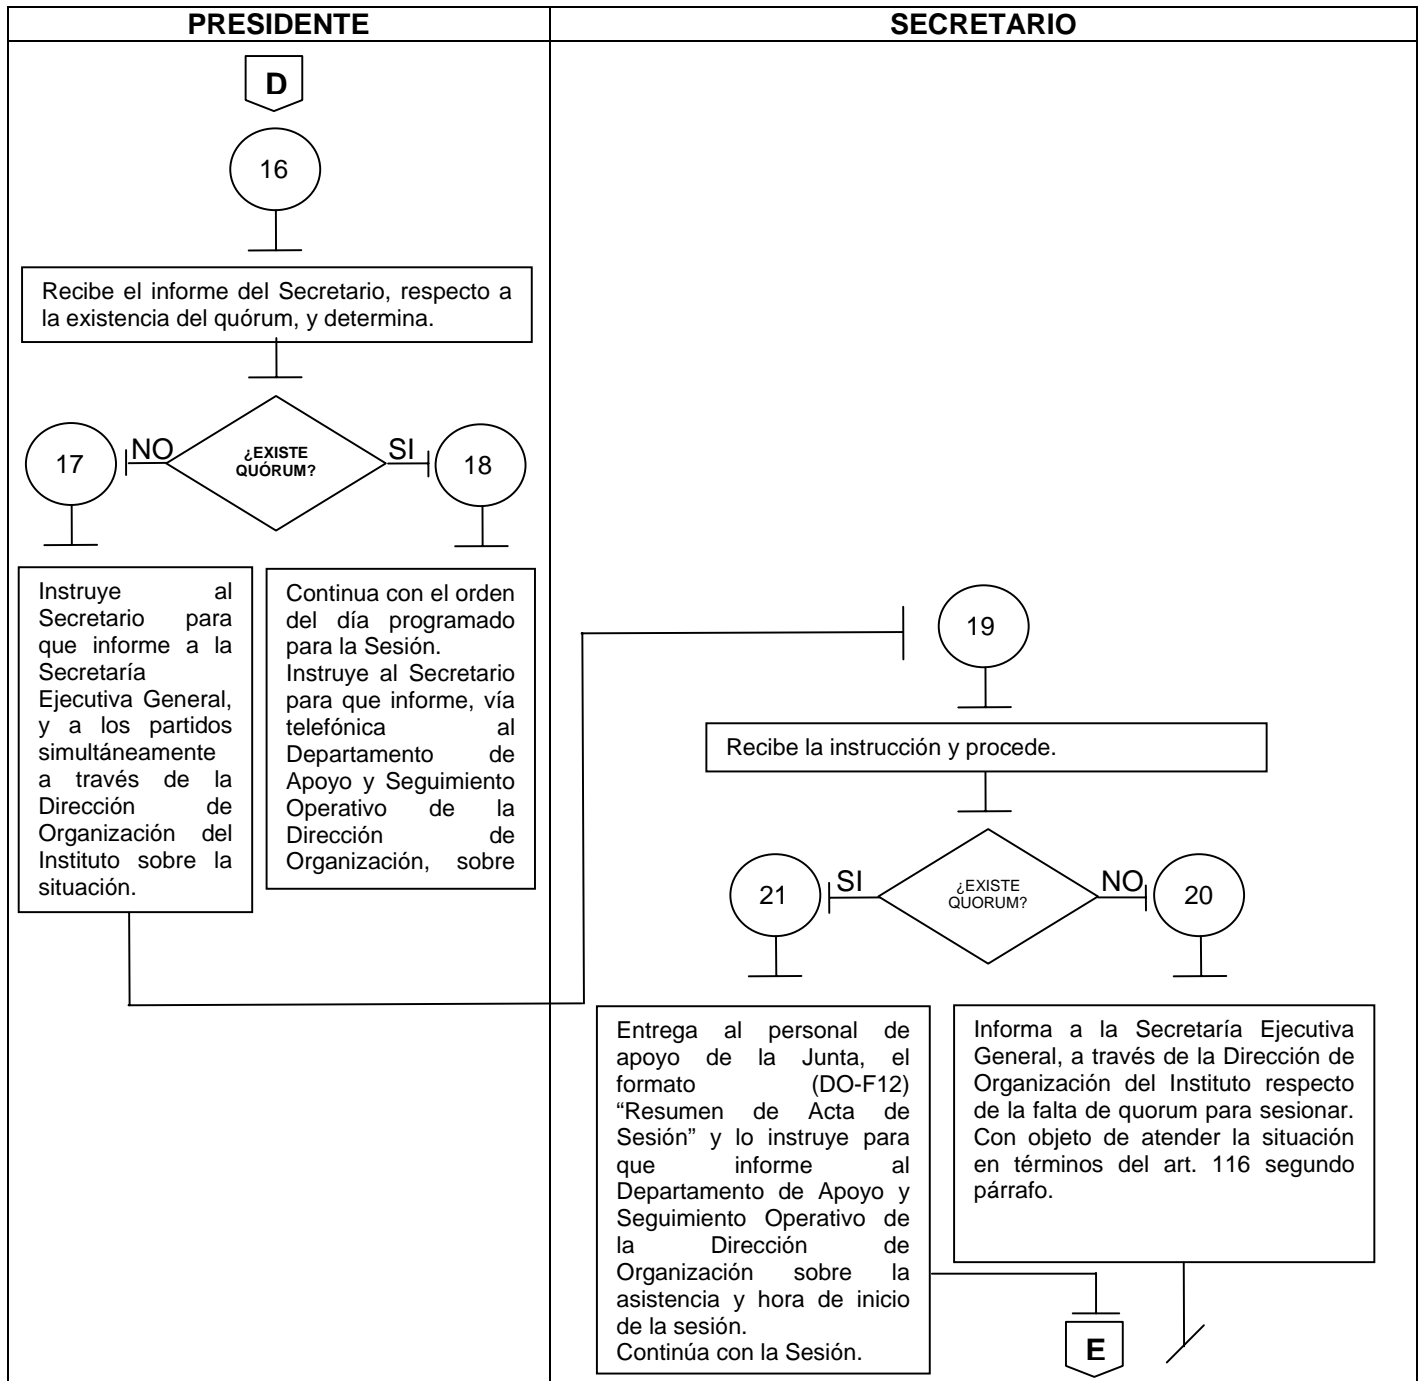 PRESIDENTE
SECRETARIO
D
16
Recibe el informe del Secretario, respecto a
la existencia del quórum, y determina.
17
NO
¿EXISTE
QUÓRUM?
SI
18
Instruye al
Secretario para
que informe a la
Secretaría
Ejecutiva General,
y a los partidos
simultáneamente
a través de la
Dirección de
Organización del
Instituto sobre la
situación.
Continua con el orden
del día programado
para la Sesión.
Instruye al Secretario
para que informe, vía
telefónica al
Departamento de
Apoyo y Seguimiento
Operativo de la
Dirección de
Organización, sobre
19
Recibe la instrucción y procede.
21
SI
¿EXISTE
QUORUM?
NO
20
Entrega al personal de
apoyo de la Junta, el
formato (DO-F12)
“Resumen de Acta de
Sesión” y lo instruye para
que informe al
Departamento de Apoyo y
Seguimiento Operativo de
la Dirección de
Organización sobre la
asistencia y hora de inicio
de la sesión.
Continúa con la Sesión.
Informa a la Secretaría Ejecutiva
General, a través de la Dirección de
Organización del Instituto respecto
de la falta de quorum para sesionar.
Con objeto de atender la situación
en términos del art. 116 segundo
párrafo.
E